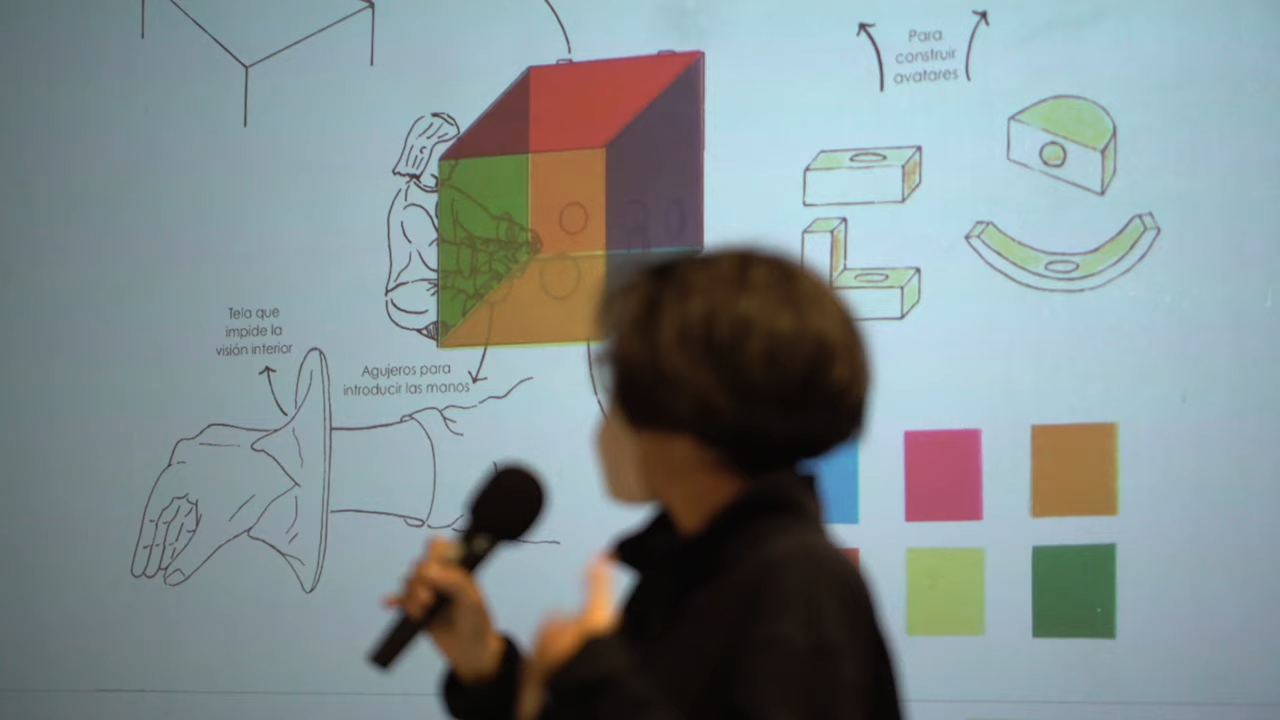 Para
construir
avatares
Tela que
impide la
visión interior
Agujeros para
introducir las manos